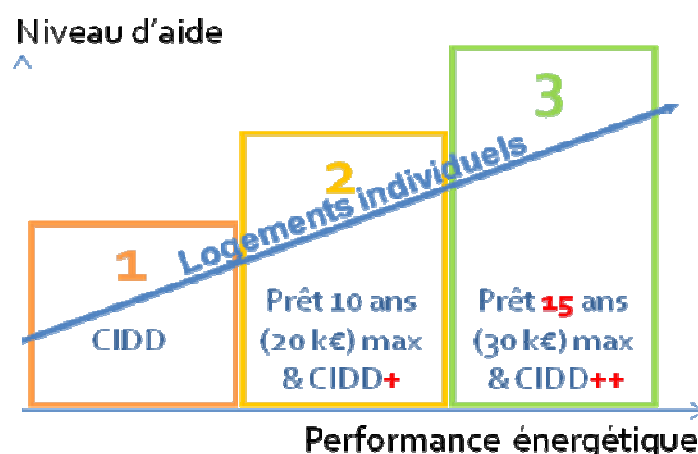 Niveau d'aide
1
2
3
Logements individuels
CIDD
Prêt 10 ans
(20 k€) max
& CIDD+
Prêt 15 ans
(30 k€) max
& CIDD++
Performance énergétique